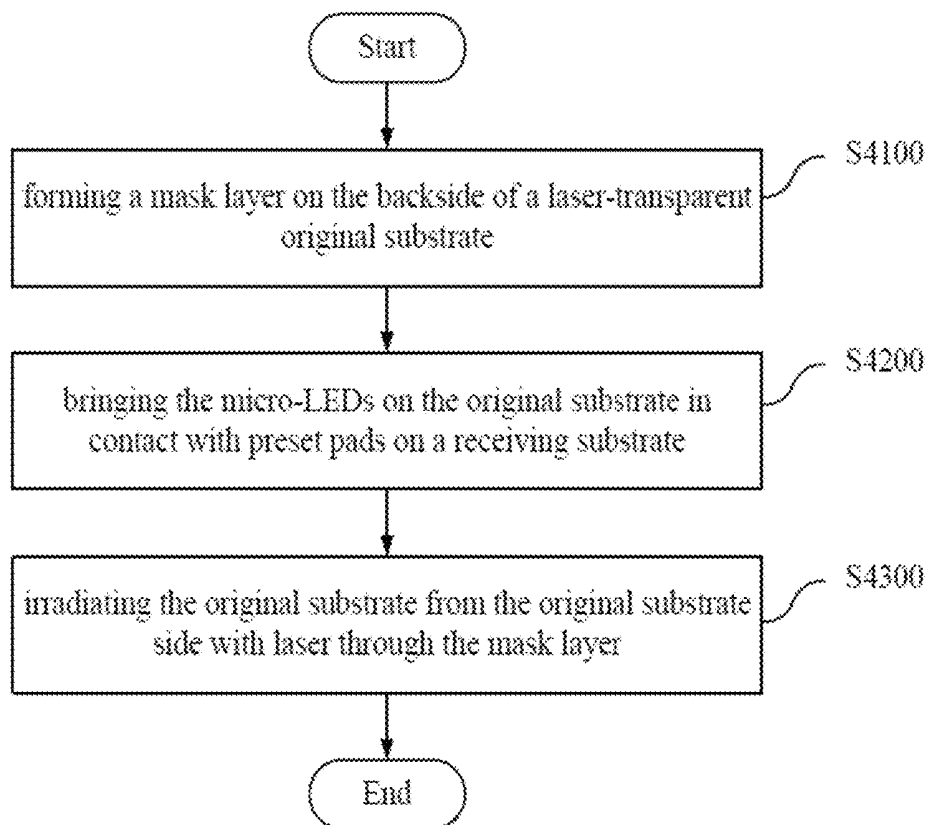 Start
S4100
forming a mask layer on the backside of a laser-transparent
original substrate
S4200
bringing the micro-LEDs on the original substrate in
contact with preset pads on a receiving substrate
S4300
irradiating the original substrate from the original substrate
side with laser through the mask layer
End